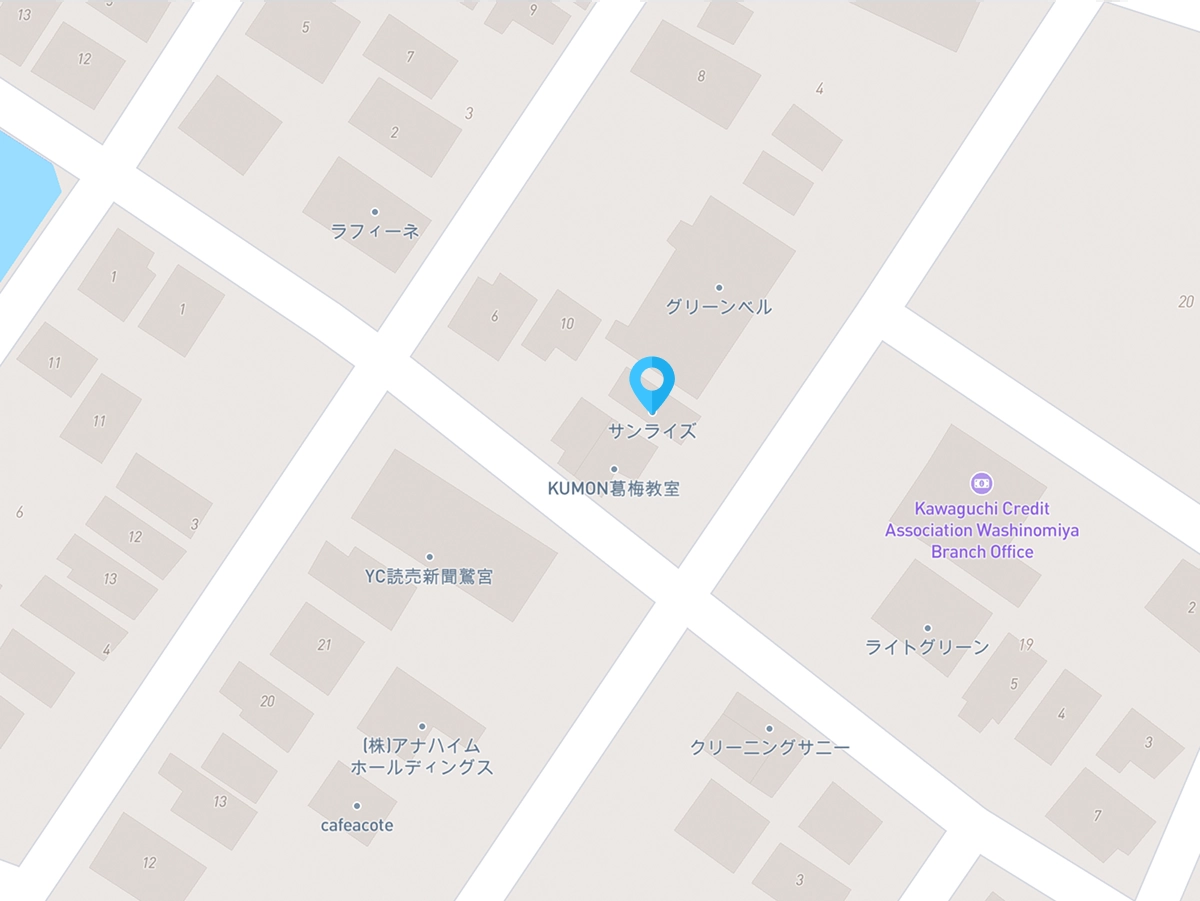 13
5
9
12
5
7
8
4
3
2
ラフィーネ
1
1
6
10
グリーンベル
20
11
11
サンライズ
KUMON葛梅教室
Kawaguchi Credit
Association Washinomiya
Branch Office
6
3
12
13
YC読売新聞鷲宮
4
21
ライトグリーン
19
2
5
4
3
20
(株)アナハイム
ホールディングス
クリーニングサニー
13
cafeacote
7
12
3